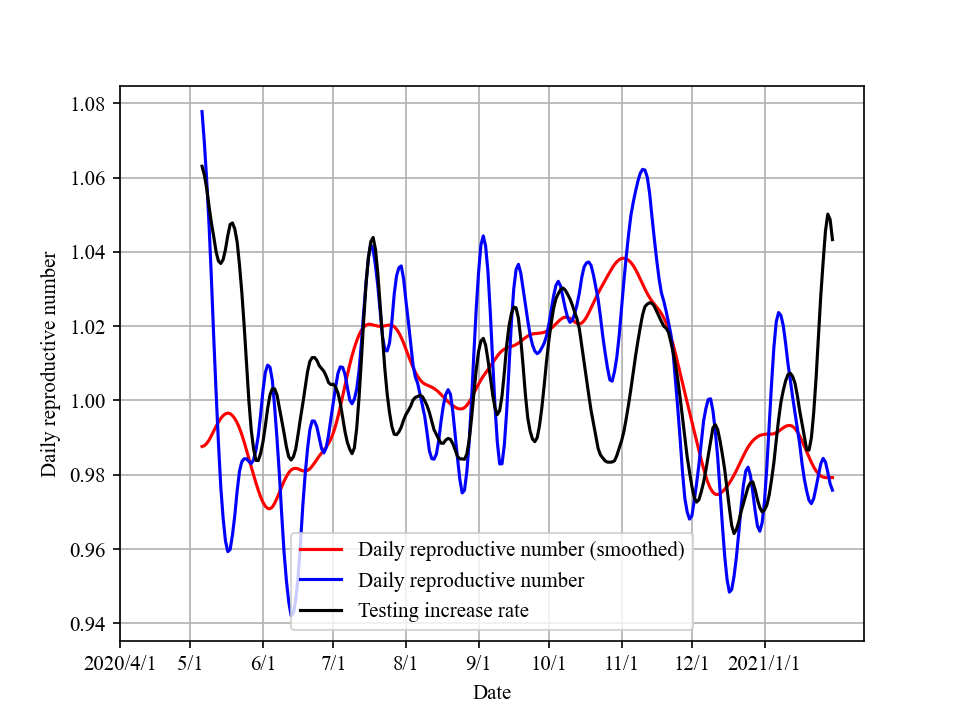 1.08
1.06
1.04
1.02
1.00
0.98
0.96
0.94
Daily reproductive number
Daily reproductive number (smoothed)
Daily reproductive number
Testing increase rate
2020/4/1 5/1 6/1 7/1 8/1 9/1 10/1 11/1 12/1 2021/1/1
Date